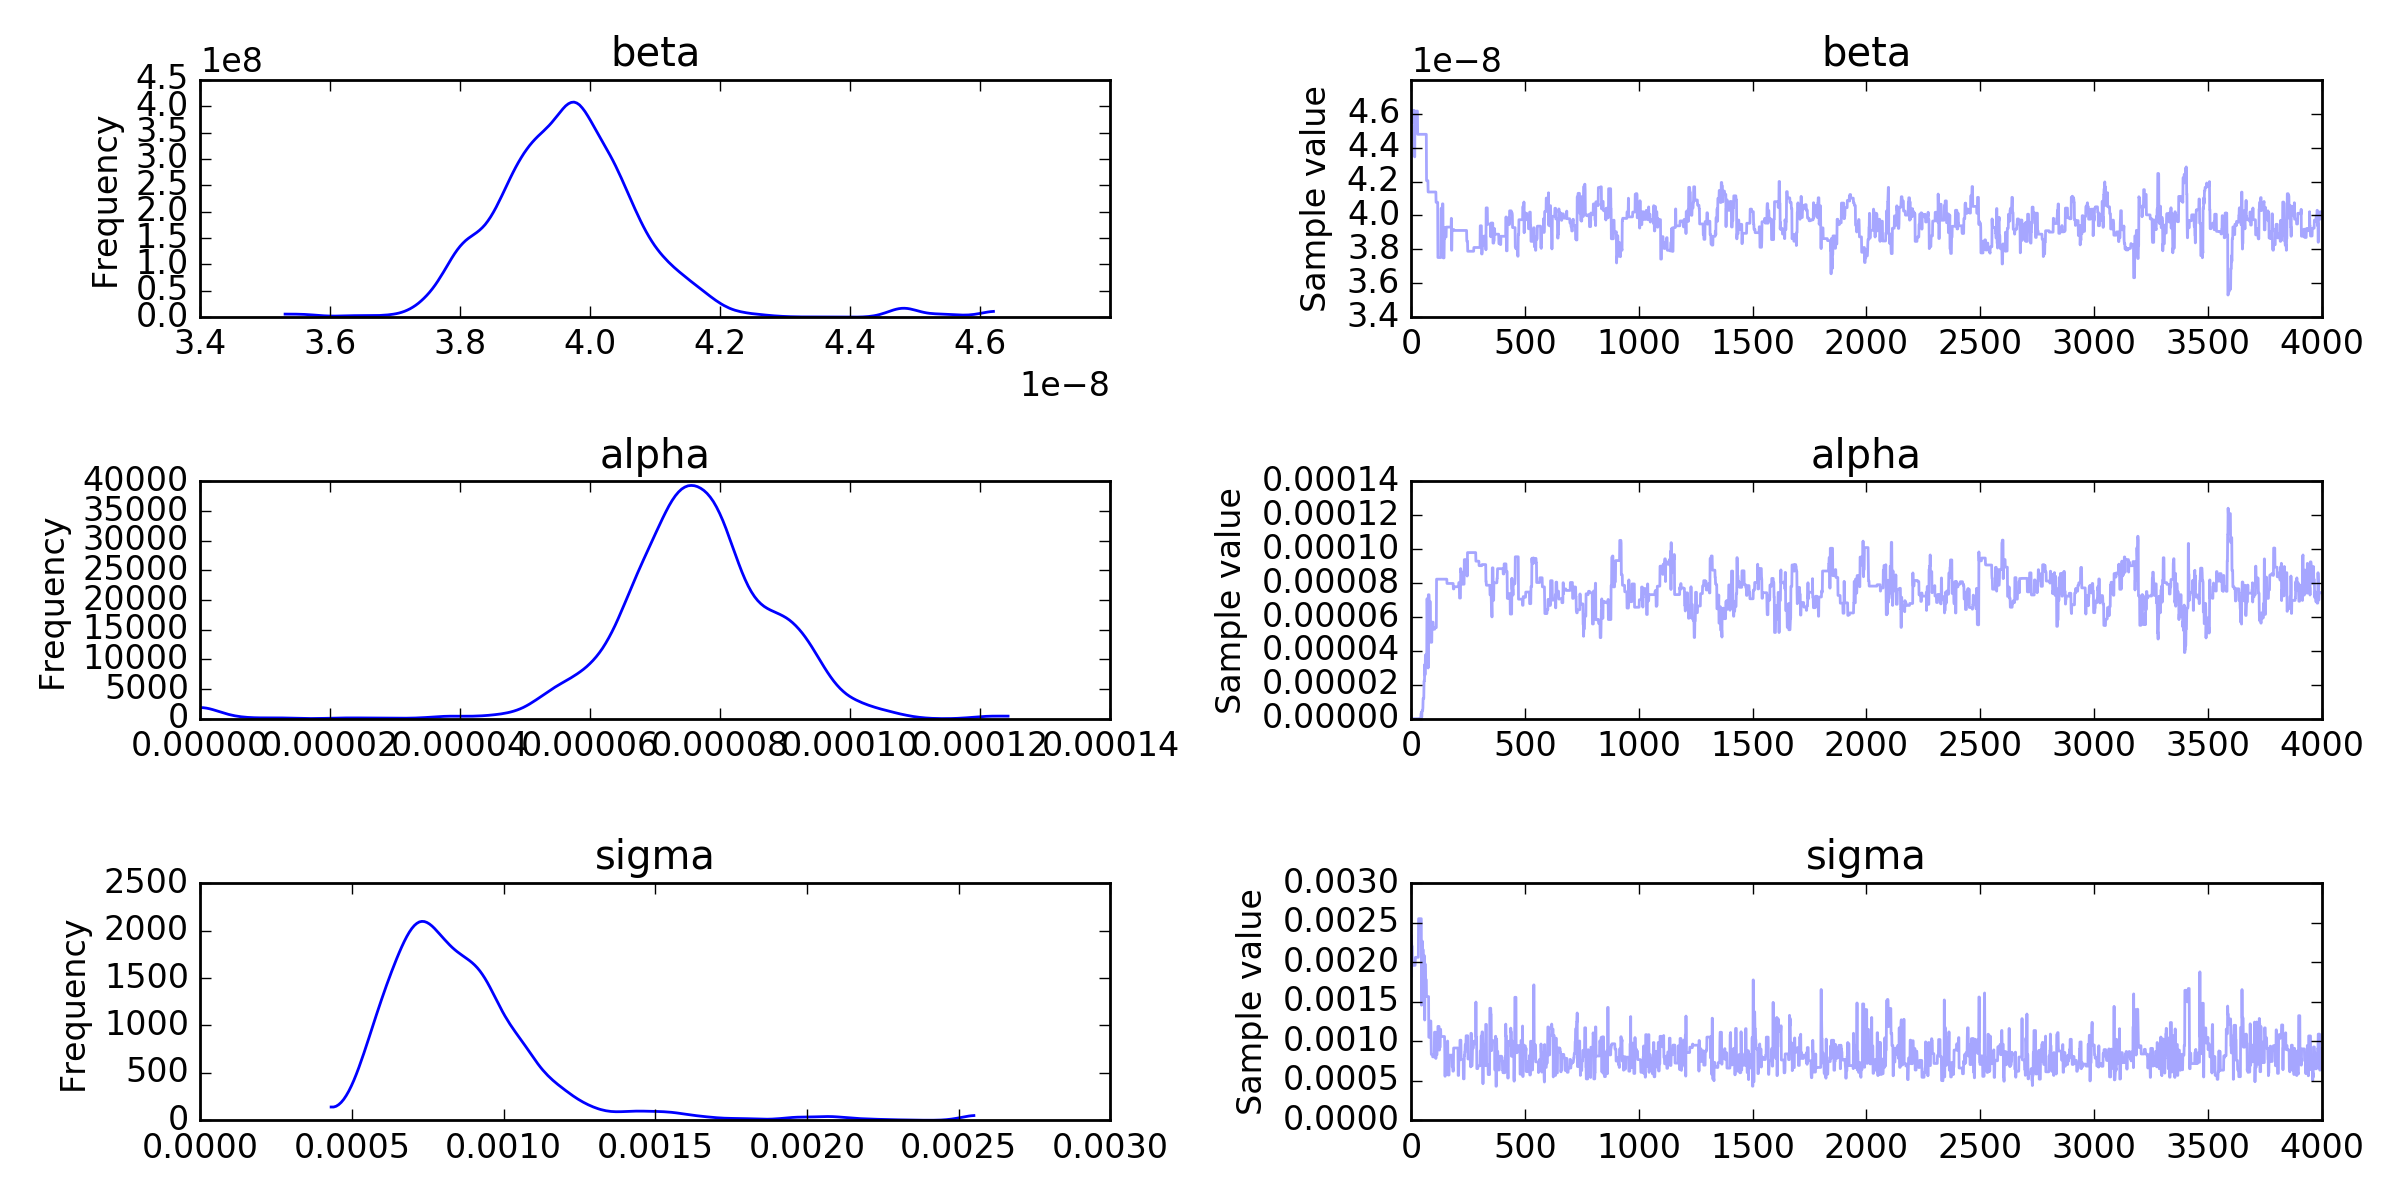 beta
1e8
4.5
4.0
3.5
3.0
2.5
2.0
1.5
1.0
0.5
0.0
Frequency
3.4 3.6 3.8 4.0 4.2 4.4 4.6
1e−8
beta
1e−8
4.6
4.4
4.2
4.0
3.8
3.6
3.4
Sample value
0 500 1000 1500 2000 2500 3000 3500 4000
alpha
40000
35000
30000
25000
20000
15000
10000
5000
0
Frequency
0.00000 0.00002 0.00004 0.00006 0.00008 0.00010 0.00012 0.00014
alpha
0.00014
0.00012
0.00010
0.00008
0.00006
0.00004
0.00002
0.00000
Sample value
0 500 1000 1500 2000 2500 3000 3500 4000
sigma
2500
2000
1500
1000
500
0
Frequency
0.0000 0.0005 0.0010 0.0015 0.0020 0.0025 0.0030
sigma
0.0030
0.0025
0.0020
0.0015
0.0010
0.0005
0.0000
Sample value
0 500 1000 1500 2000 2500 3000 3500 4000